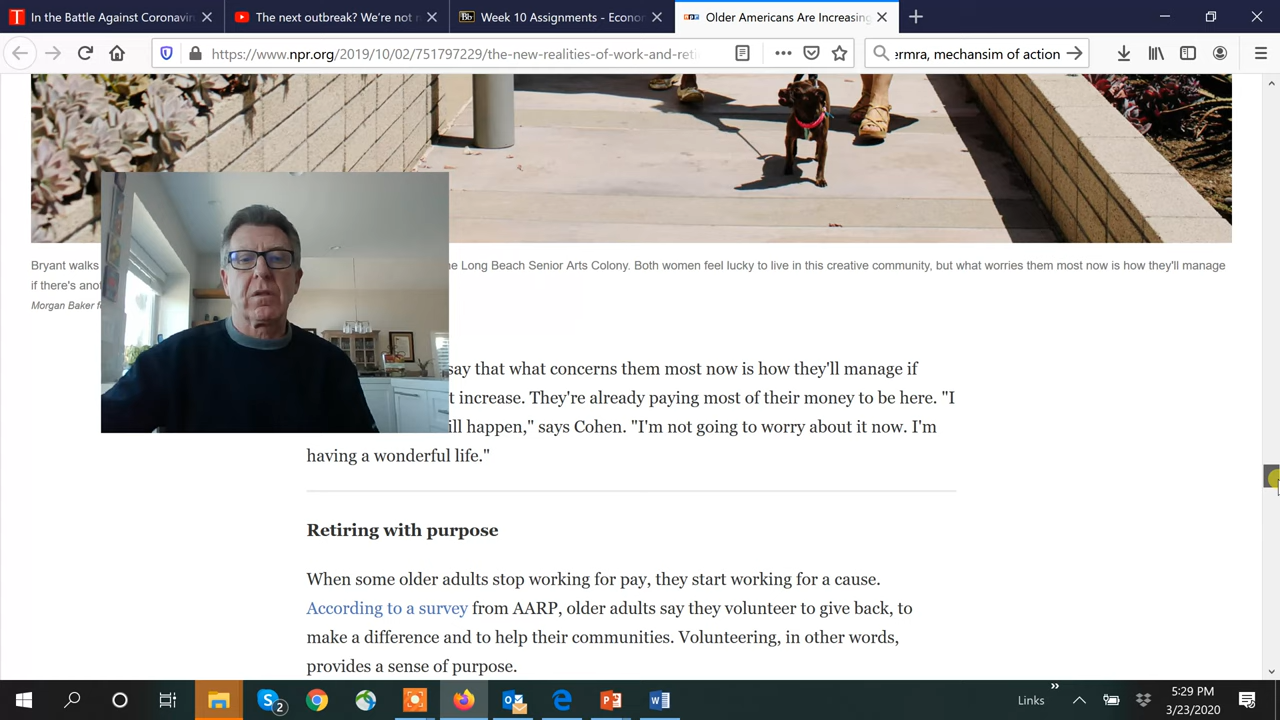 In the Battle Against Coronavir
The next outbreak? We're not r
Bb Week 10 Assignments - Econor
npr Older Americans Are Increasing
https://www.npr.org/2019/10/02/751797229/the-new-realities-of-work-and-reti
ermra, mechansim of action
Bryant walks
he Long Beach Senior Arts Colony. Both women feel lucky to live in this creative community, but what worries them most now is how they'll manage
if there's anot
Morgan Baker f
say that what concerns them most now is how they'll manage if
t increase. They're already paying most of their money to be here. "I
ill happen," says Cohen. "I'm not going to worry about it now. I'm
having a wonderful life."
Retiring with purpose
When some older adults stop working for pay, they start working for a cause.
According to a survey from AARP, older adults say they volunteer to give back, to
make a difference and to help their communities. Volunteering, in other words,
provides a sense of purpose.
2
Links
5:29 PM
3/23/2020